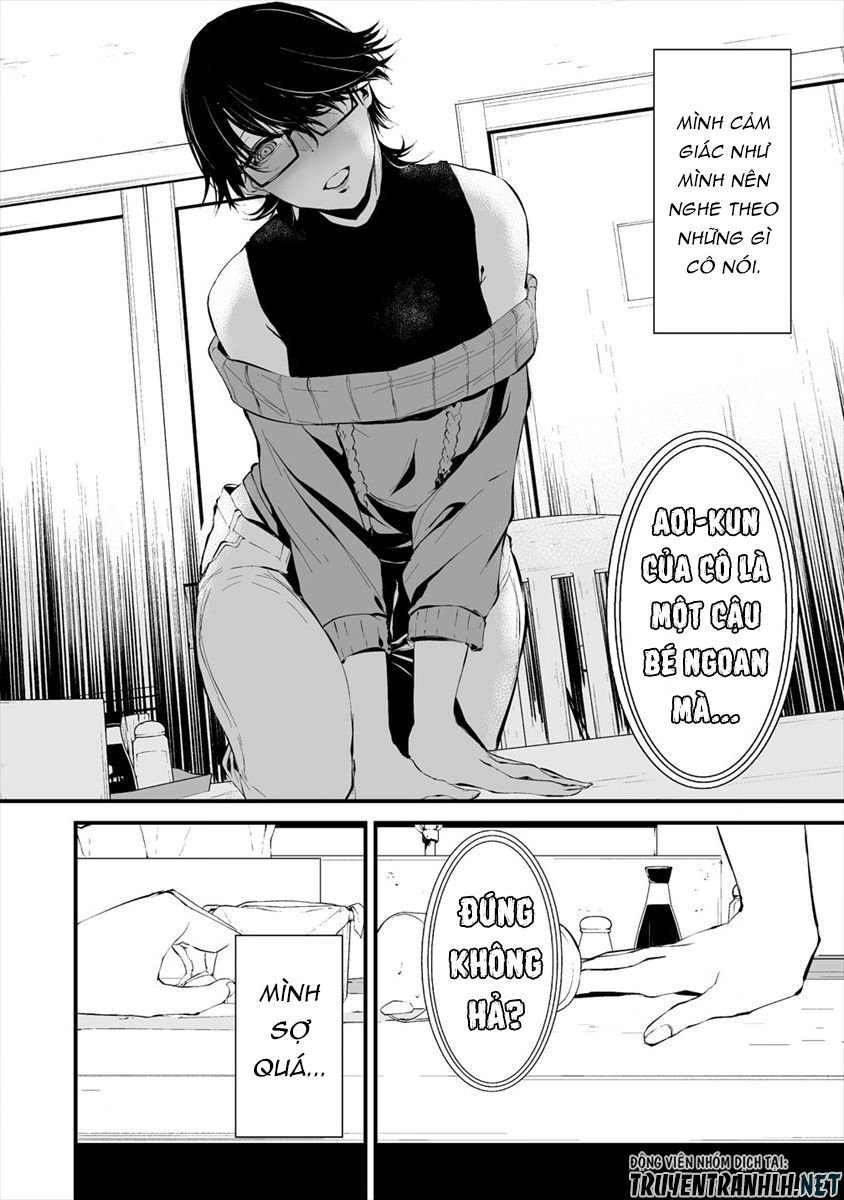 MÌNH CẢM
GIÁC NHƯ
MÌNH NÊN
NGHE THEO
NHỮNG GÌ
CÔ NÓI.
AOI-KUN
CỦA CÔ LÀ
MỘT CẬU
BÉ NGOAN
MÀ...
ĐÚNG
KHÔNG
HẢ?
MÌNH
SỢ
QUÁ...
ĐỘNG VIÊN NHÓM DỊCH TẠI:
TRUYENTRANHLH.NET